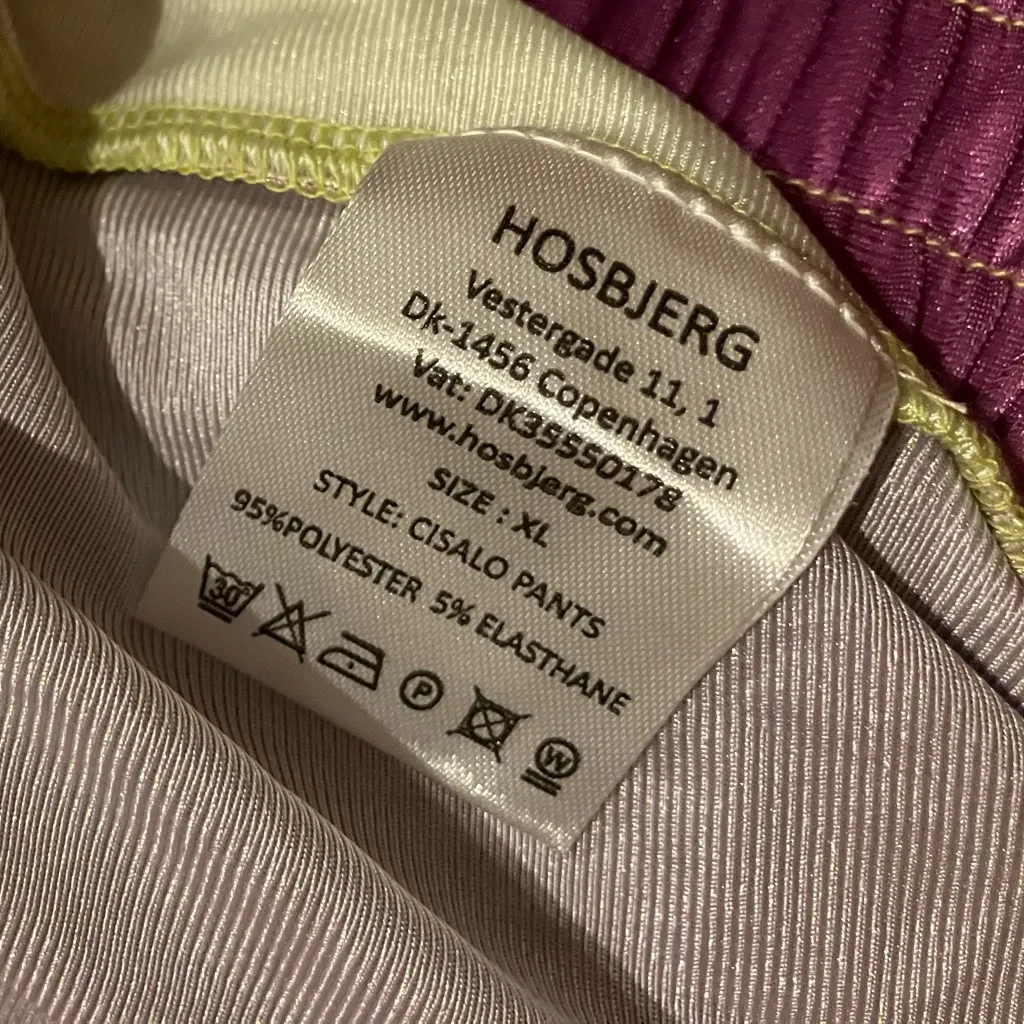 HOSBJERG
Vestergade 11, 1
Dk-1456 Copenhagen
Vat: DK35550178
www.hosbjerg.com
SIZE : XL
STYLE: CISALO PANTS
95%POLYESTER 5% ELASTHANE
30° P W